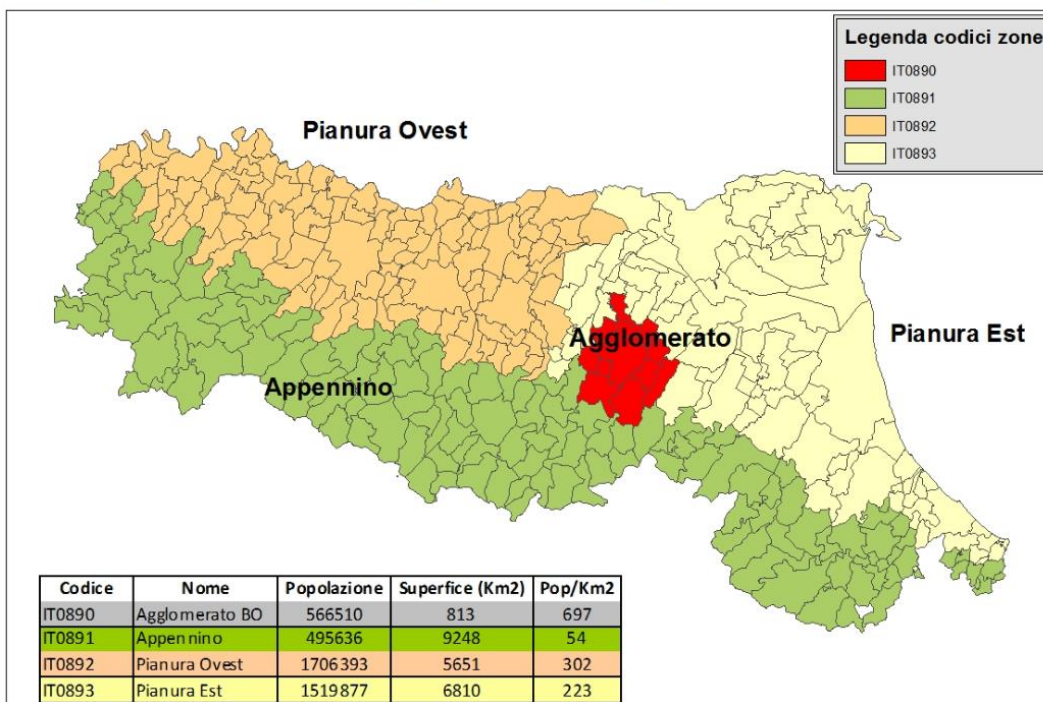 Legenda codici zone
IT0890
IT0891
IT0892
IT0893
Pianura Ovest
Agglomerato
Pianura Est
Appennino
Codice Nome Popolazione Superfice (Km2) Pop/Km2
IT0890 Agglomerato BO 566510 813 697
IT0891 Appennino 495636 9248 54
IT0892 Pianura Ovest 1706393 5651 302
IT0893 Pianura Est 1519877 6810 223